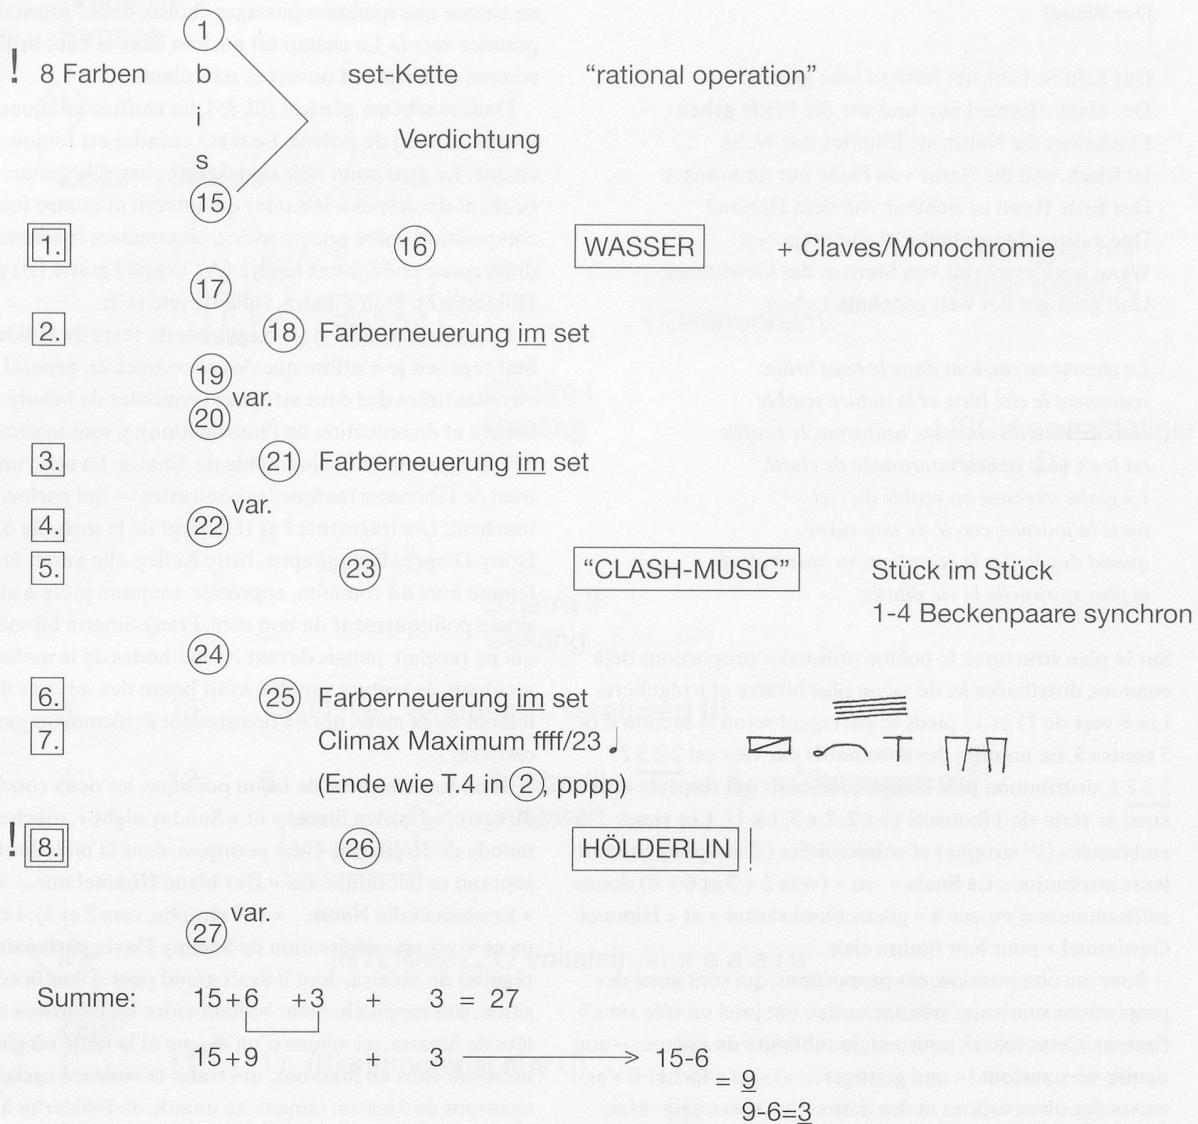 1
! 8 Farben b set-Kette “rational operation”
i
Verdichtung
s
15
1. 16 WASSER + Claves/Monochromie
17
2. 18 Farberneuerung im set
19
var.
20
3. 21 Farberneuerung im set
var.
4. 22
5. 23 “CLASH-MUSIC” Stück im Stück
1-4 Beckenpaare synchron
24
6. 25 Farberneuerung im set
7. Climax Maximum ffff/23 ♩
(Ende wie T.4 in 2, pppp)
! 8. 26 HÖLDERLIN
var.
27
Summe: 15+6 +3 + 3 = 27
15+9 + 3 → 15-6
= 9
9-6=3